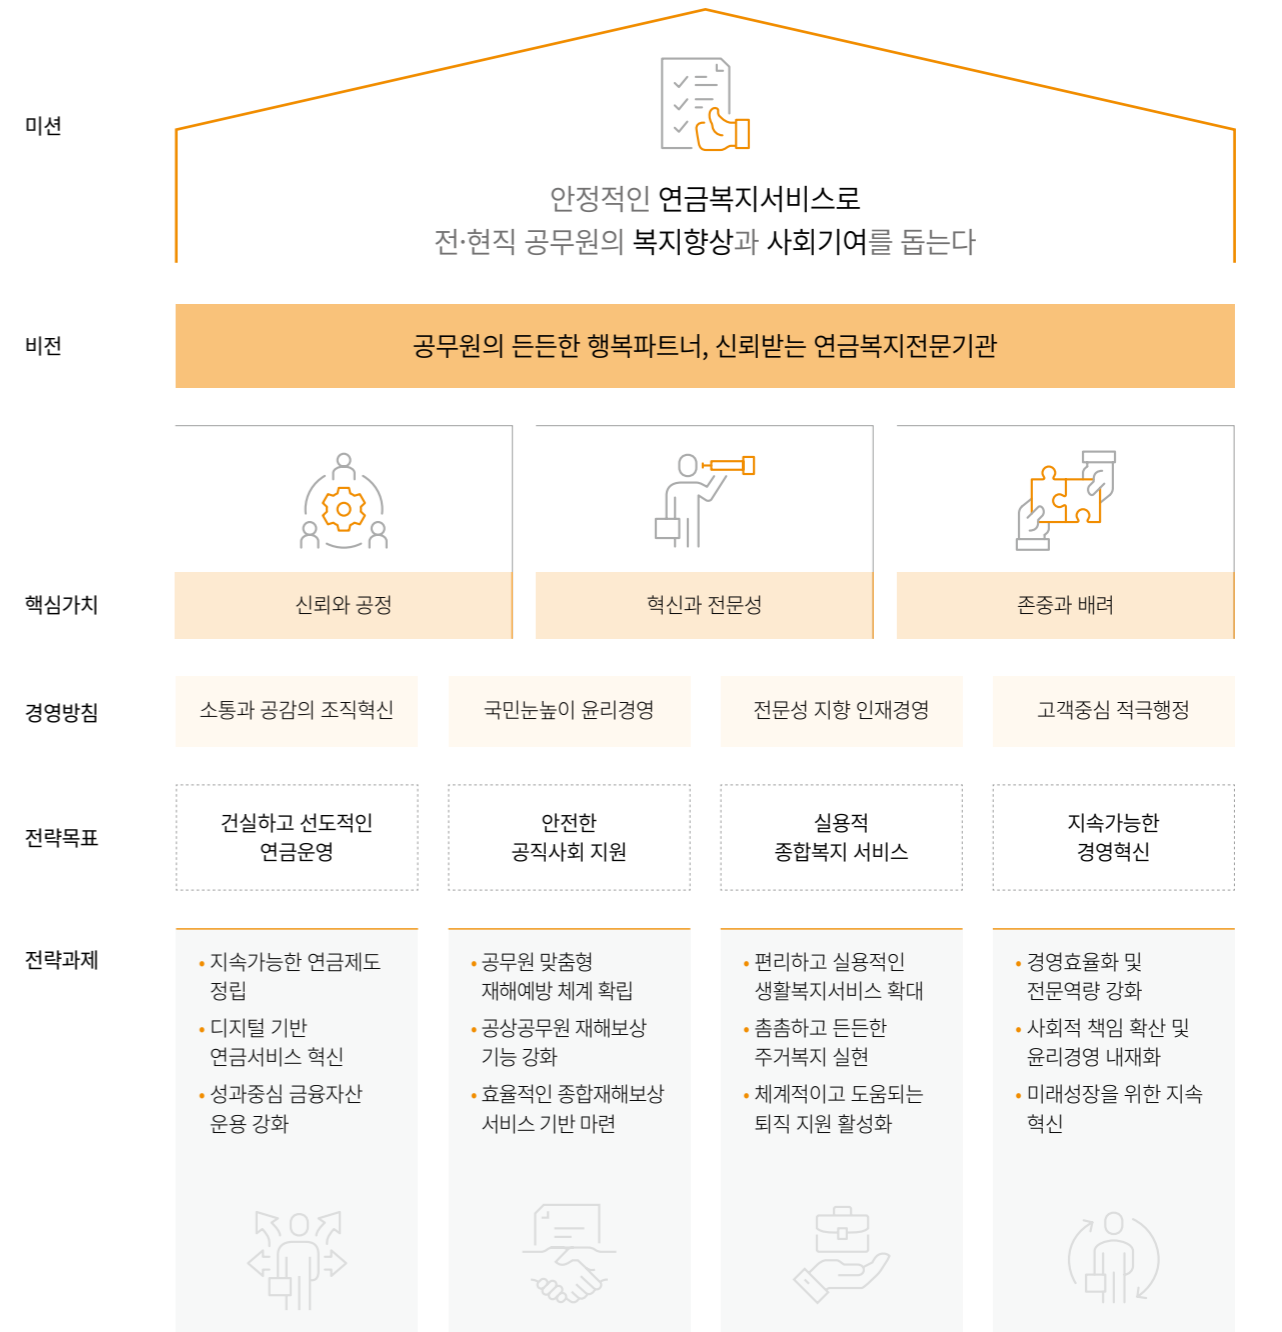 미션
안정적인 연금복지서비스로
전·현직 공무원의 복지향상과 사회기여를 돕는다
비전
공무원의 든든한 행복파트너, 신뢰받는 연금복지전문기관
핵심가치
신뢰와 공정
혁신과 전문성
존중과 배려
경영방침
소통과 공감의 조직혁신
국민눈높이 윤리경영
전문성 지향 인재경영
고객중심 적극행정
전략목표
건실하고 선도적인
연금운영
안전한
공직사회 지원
실용적
종합복지 서비스
지속가능한
경영혁신
전략과제
• 지속가능한 연금제도
정립
• 디지털 기반
연금서비스 혁신
• 성과중심 금융자산
운용 강화
• 공무원 맞춤형
재해예방 체계 확립
• 공상공무원 재해보상
기능 강화
• 효율적인 종합재해보상
서비스 기반 마련
• 편리하고 실용적인
생활복지서비스 확대
• 촘촘하고 든든한
주거복지 실현
• 체계적이고 도움되는
퇴직 지원 활성화
• 경영효율화 및
전문역량 강화
• 사회적 책임 확산 및
윤리경영 내재화
• 미래성장을 위한 지속
혁신